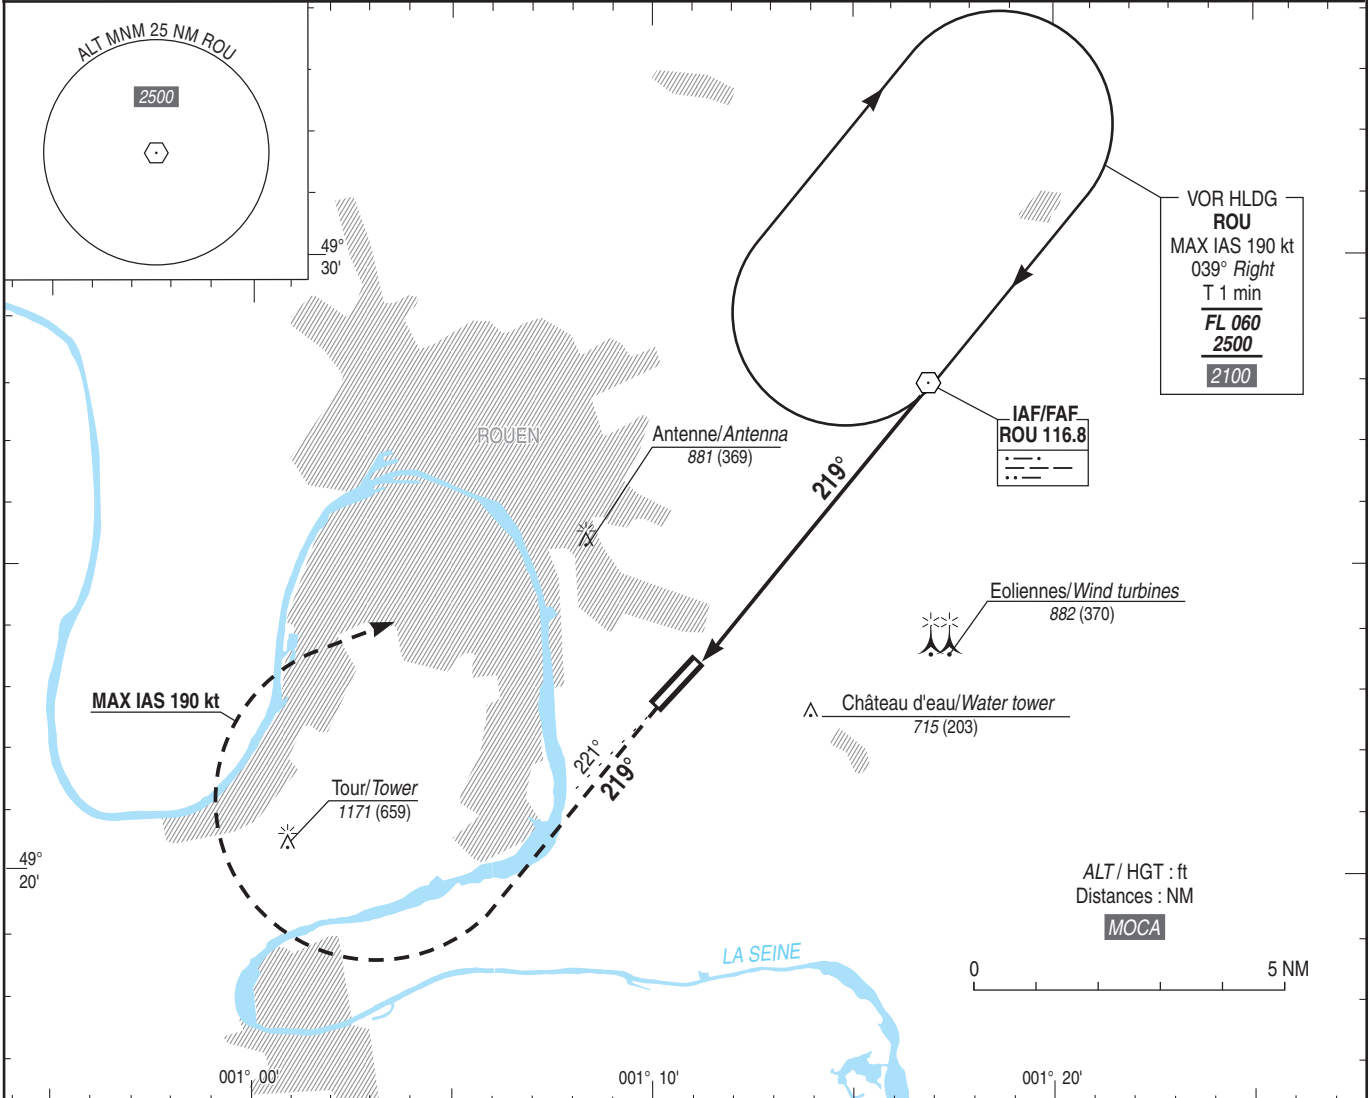 ALT MNM 25 NM ROU
2500
49°
30'
VOR HLDG
ROU
MAX IAS 190 kt
039° Right
T 1 min
FL 060
2500
2100
IAF/FAF
ROU 116.8
ROUEN
Antenne/Antenna
881 (369)
219°
Eoliennes/Wind turbines
882 (370)
MAX IAS 190 kt
Château d'eau/Water tower
715 (203)
221°
219°
Tour/Tower
1171 (659)
49°
20'
ALT / HGT : ft
Distances : NM
MOCA
LA SEINE
0 5 NM
001° 00' 001° 10' 001° 20'